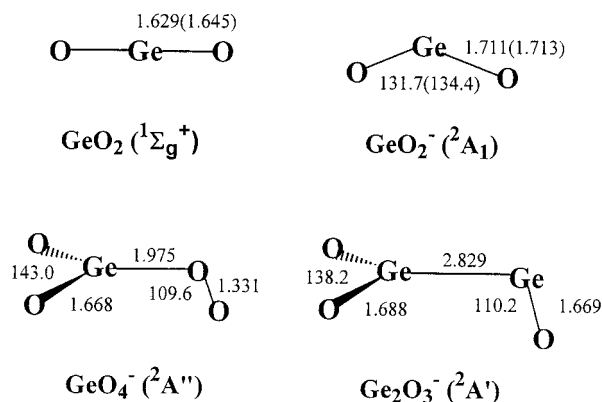 1.629(1.645)
O Ge O
GeO₂ (¹Σg⁺)
Ge 1.711(1.713)
O 131.7(134.4) O
GeO₂⁻ (²A₁)
O 1.975
143.0 Ge O 1.331
O 1.668 109.6 O
GeO₄⁻ (²A'')
O 2.829
138.2 Ge Ge
O 1.688 110.2 1.669
O
Ge₂O₃⁻ (²A')